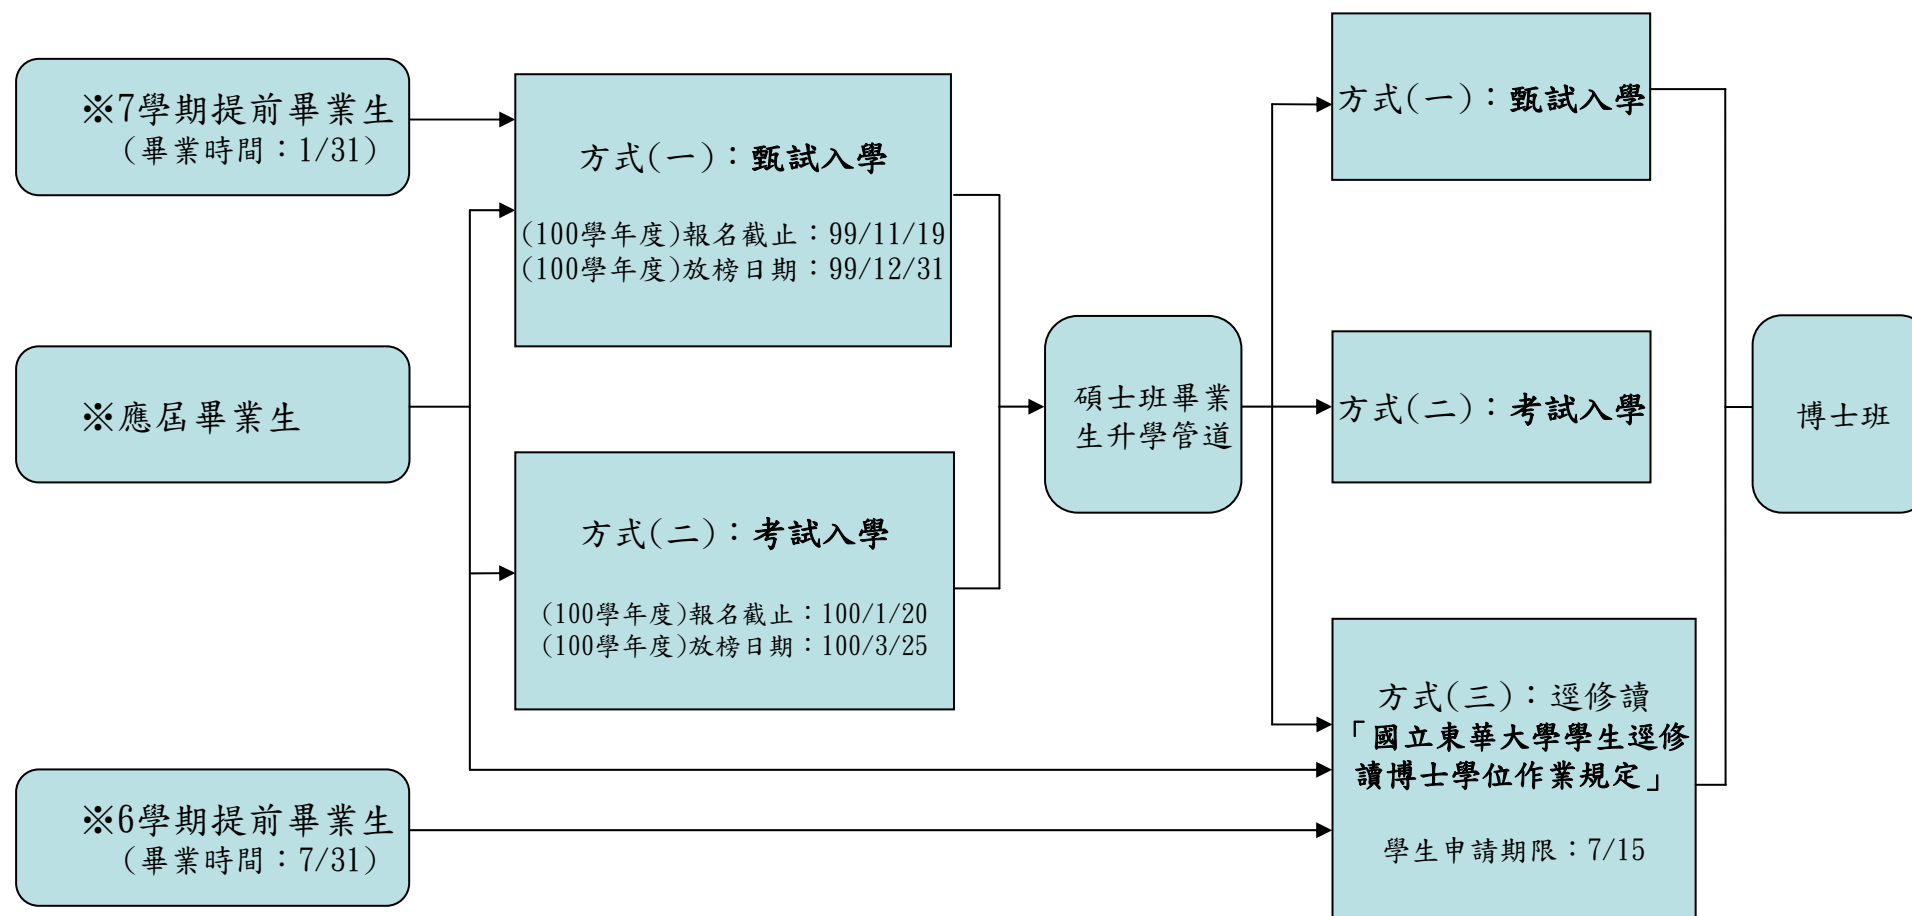 ※7學期提前畢業生
(畢業時間：1/31)
※應屆畢業生
※6學期提前畢業生
(畢業時間：7/31)
方式(一)：甄試入學
(100學年度)報名截止：99/11/19
(100學年度)放榜日期：99/12/31
方式(二)：考試入學
(100學年度)報名截止：100/1/20
(100學年度)放榜日期：100/3/25
碩士班畢業
生升學管道
方式(一)：甄試入學
方式(二)：考試入學
方式(三)：逕修讀
「國立東華大學學生逕修
讀博士學位作業規定」
學生申請期限：7/15
博士班